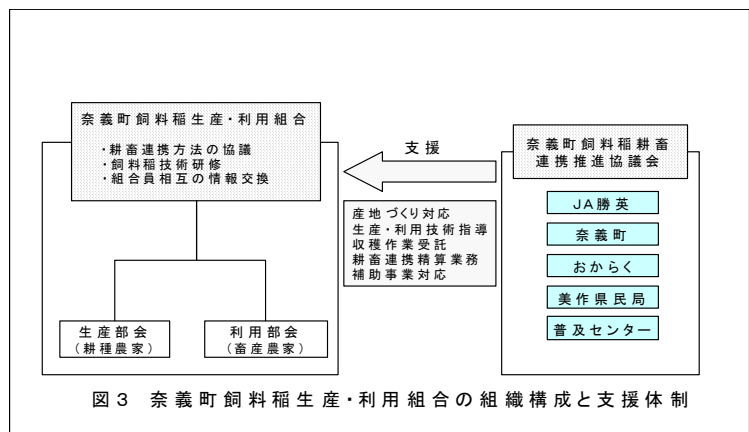 奈義町飼料稲生産・利用組合
・耕畜連携方法の協議
・飼料稲技術研修
・組合員相互の情報交換
生産部会
（耕種農家）
利用部会
（畜産農家）
支援
産地づくり対応
生産・利用技術指導
収穫作業受託
耕畜連携精算業務
補助事業対応
奈義町飼料稲耕畜
連携推進協議会
JA勝英
奈義町
おからく
美作県民局
普及センター
図3 奈義町飼料稲生産・利用組合の組織構成と支援体制